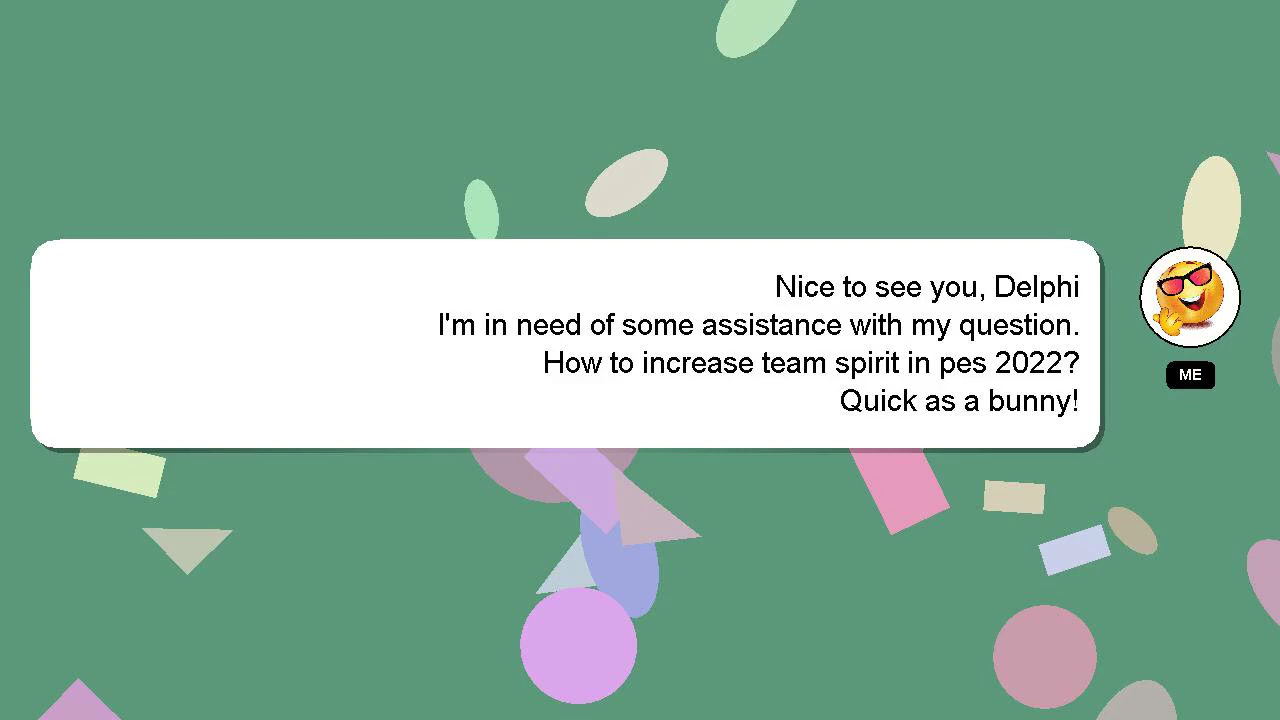 Nice to see you, Delphi
I'm in need of some assistance with my question.
How to increase team spirit in pes 2022?
Quick as a bunny!
ME